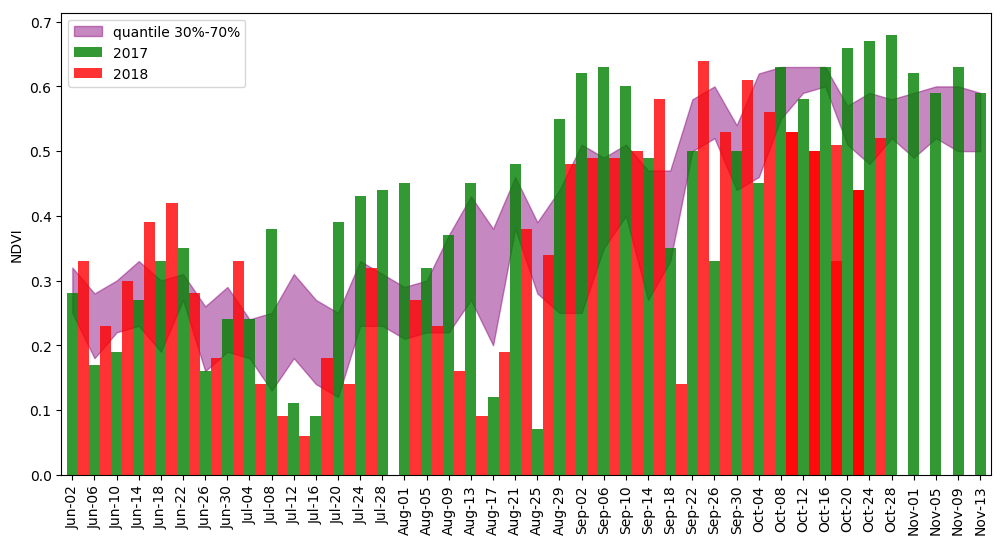 quantile 30%-70%
2017
2018
NDVI
0.7
0.6
0.5
0.4
0.3
0.2
0.1
0.0
Jun-02
Jun-06
Jun-10
Jun-14
Jun-18
Jun-22
Jun-26
Jun-30
Jul-04
Jul-08
Jul-12
Jul-16
Jul-20
Jul-24
Jul-28
Aug-01
Aug-05
Aug-09
Aug-13
Aug-17
Aug-21
Aug-25
Aug-29
Sep-02
Sep-06
Sep-10
Sep-14
Sep-18
Sep-22
Sep-26
Sep-30
Oct-04
Oct-08
Oct-12
Oct-16
Oct-20
Oct-24
Oct-28
Nov-01
Nov-05
Nov-09
Nov-13